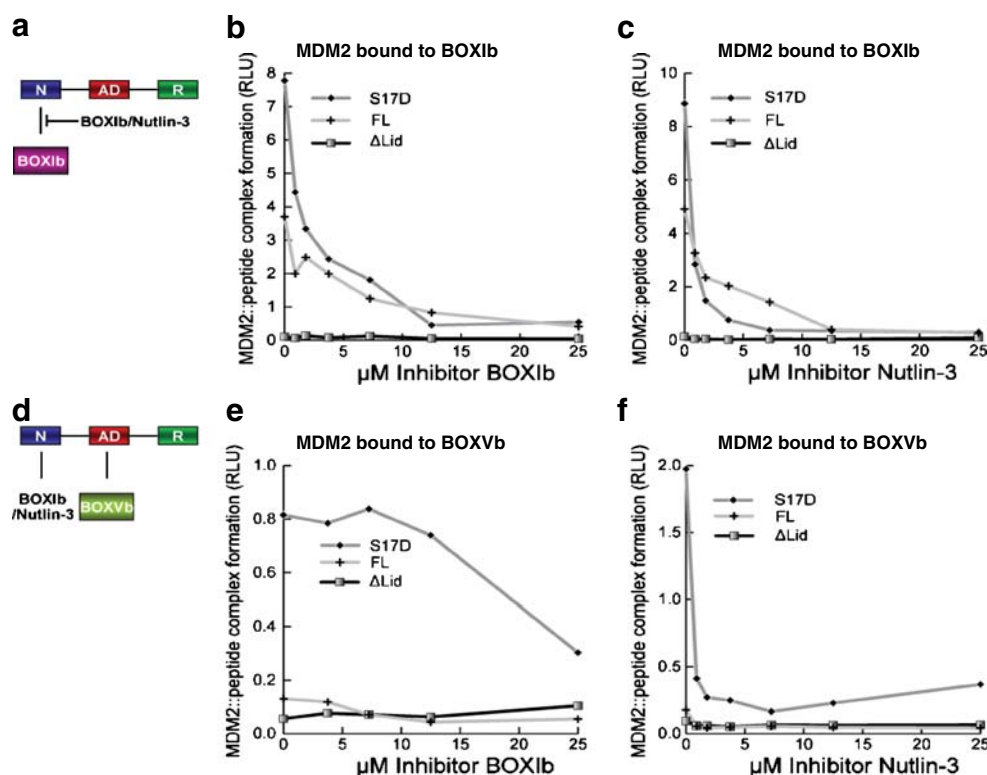 a
N AD R
BOXIb/Nutlin-3
BOXIb
b
MDM2 bound to BOXIb
MDM2::peptide complex formation (RLU)
8
7
6
5
4
3
2
1
0
S17D
FL
ΔLid
0 5 10 15 20 25
µM Inhibitor BOXIb
c
MDM2 bound to BOXIb
MDM2::peptide complex formation (RLU)
10
8
6
4
2
0
S17D
FL
ΔLid
0 5 10 15 20 25
µM Inhibitor Nutlin-3
d
N AD R
BOXIb
/Nutlin-3
BOXVb
e
MDM2 bound to BOXVb
MDM2::peptide complex formation (RLU)
1.0
0.8
0.6
0.4
0.2
0.0
S17D
FL
ΔLid
0 5 10 15 20 25
µM Inhibitor BOXIb
f
MDM2 bound to BOXVb
MDM2::peptide complex formation (RLU)
2.0
1.5
1.0
0.5
0.0
S17D
FL
ΔLid
0 5 10 15 20 25
µM Inhibitor Nutlin-3